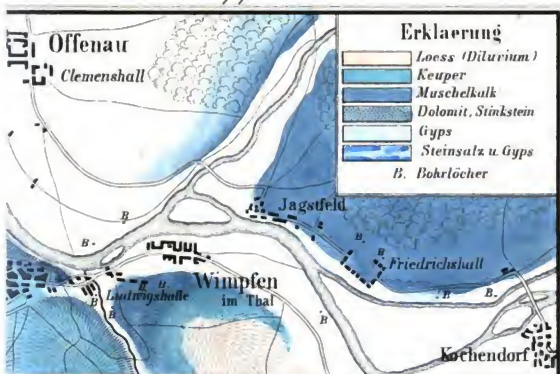 Offenau
Clemenshall
Erklaerung
Loess (Diluvium)
Keuper
Muschelkalk
Dolomit, Stinkstein
Gyps
Steinsalz u. Gyps
B. Bohrlöcher
B
Jagstfeld
B
B
B
B
Friedrichshall
Wimpfen
im Thal
Ludwigshalle
B
B
B
B
B
B
B
Kochendorf